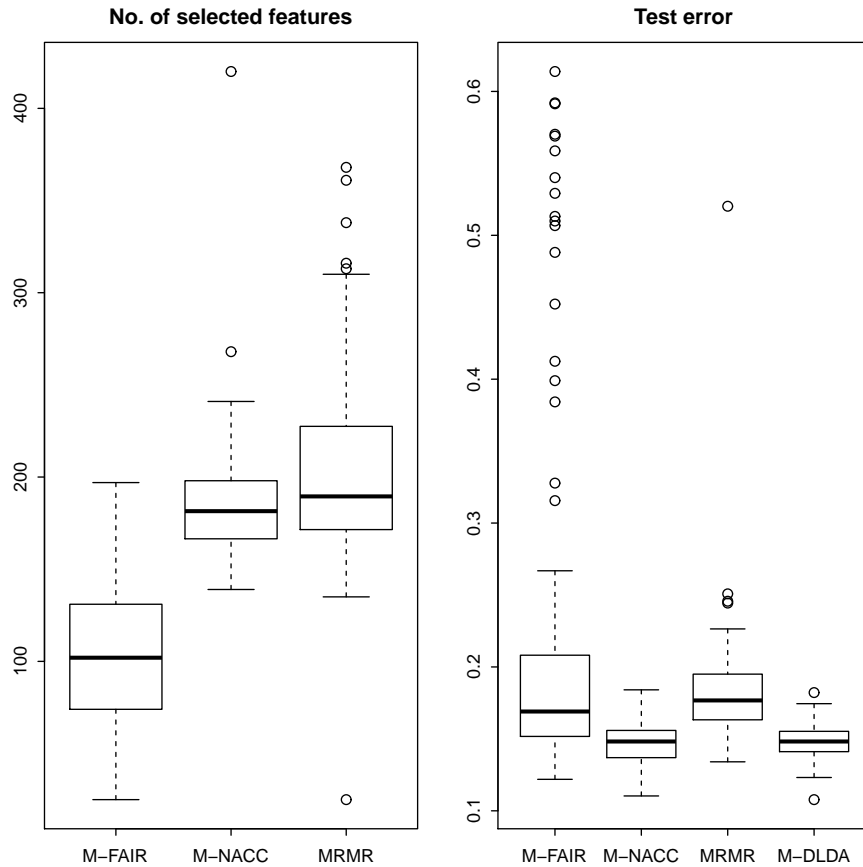 No. of selected features
400
300
200
100
M−FAIR M−NACC MRMR
Test error
0.6
0.5
0.4
0.3
0.2
0.1
M−FAIR M−NACC MRMR M−DLDA